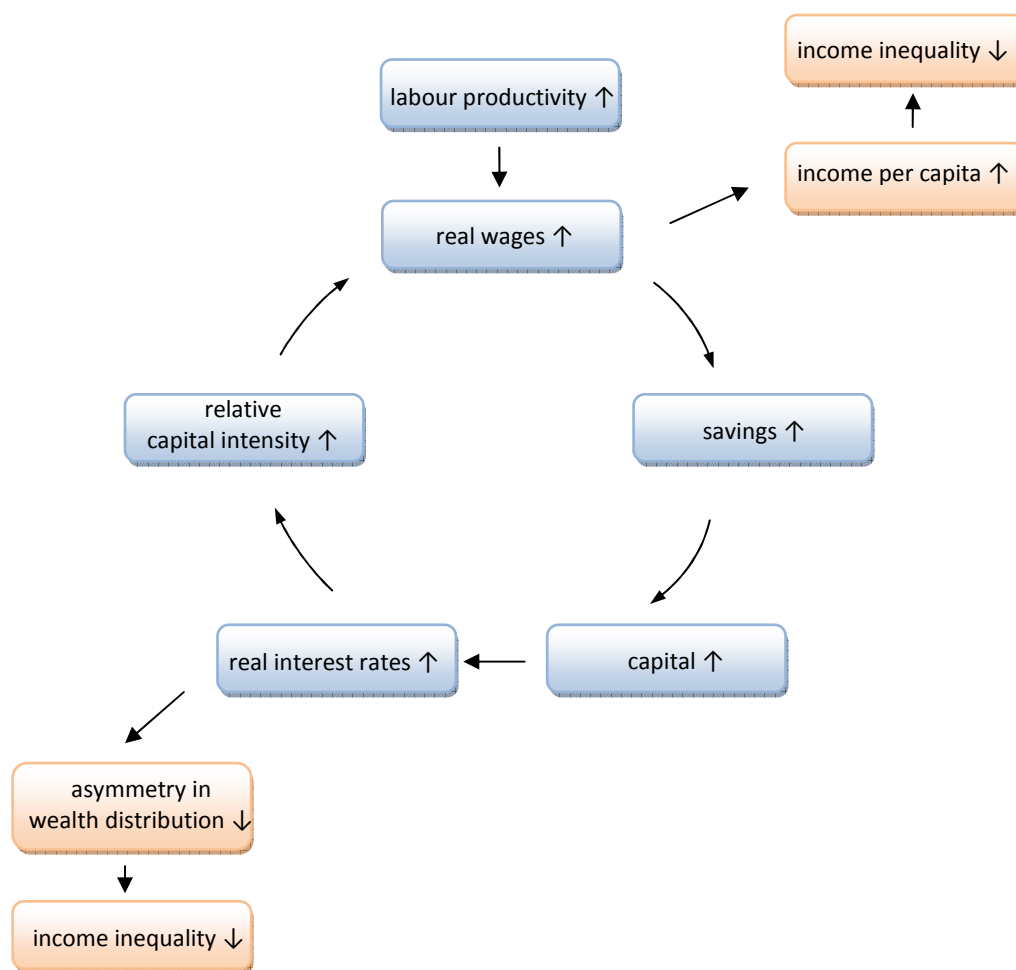 income inequality ↓
labour productivity ↑
income per capita ↑
real wages ↑
relative
capital intensity ↑
savings ↑
real interest rates ↑
capital ↑
asymmetry in
wealth distribution ↓
income inequality ↓